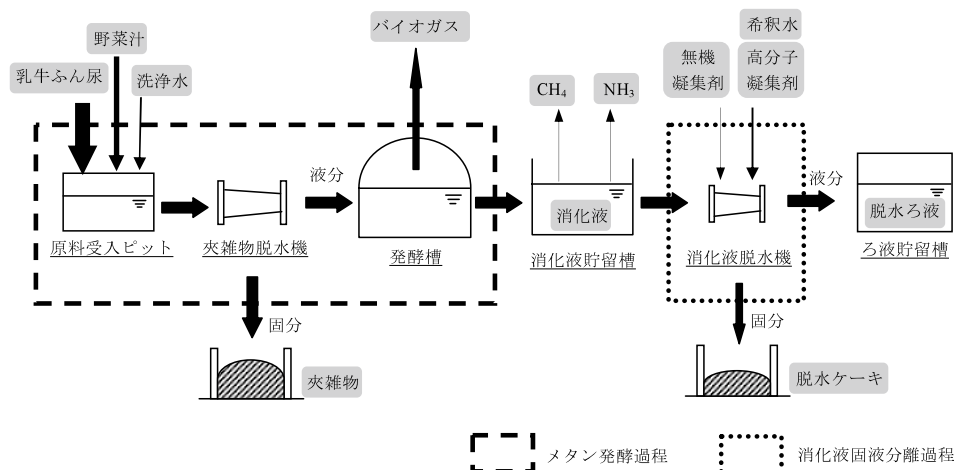 バイオガス
野菜汁
乳牛ふん尿
洗浄水
希釈水
無機
凝集剤
高分子
凝集剤
CH4
NH3
液分
消化液
液分
脱水ろ液
原料受入ピット
夾雑物脱水機
発酵槽
消化液貯留槽
消化液脱水機
ろ液貯留槽
固分
夾雑物
固分
脱水ケーキ
メタン発酵過程
消化液固液分離過程